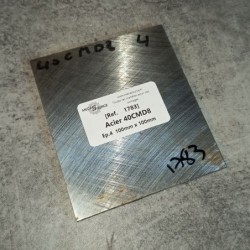 40CMD8 4
[Ref. 1783]
Acier 40CMD8
Ep.4 100mm x 100mm
1783